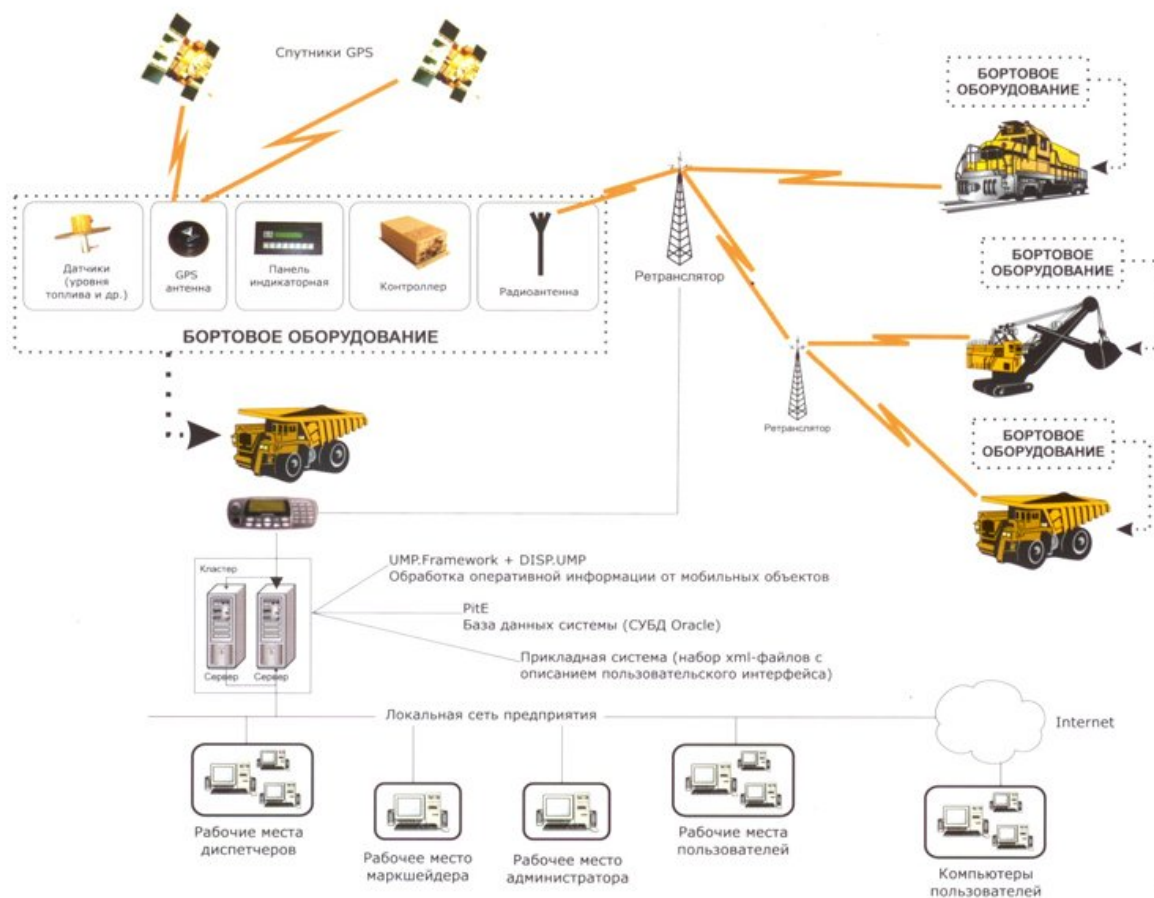 Спутники GPS
БОРТОВОЕ
ОБОРУДОВАНИЕ
Датчики
(уровня
топлива и др.)
GPS
антенна
Панель
индикаторная
Контроллер
Радиоантенна
БОРТОВОЕ ОБОРУДОВАНИЕ
Ретранслятор
БОРТОВОЕ
ОБОРУДОВАНИЕ
Ретранслятор
БОРТОВОЕ
ОБОРУДОВАНИЕ
Кластер
Сервер
Сервер
UMP.Framework + DISP.UMP
Обработка оперативной информации от мобильных объектов
PitE
База данных системы (СУБД Oracle)
Прикладная система (набор xml-файлов с
описанием пользовательского интерфейса)
Локальная сеть предприятия
Internet
Рабочие места
диспетчеров
Рабочее место
маркшейдера
Рабочее место
администратора
Рабочие места
пользователей
Компьютеры
пользователей